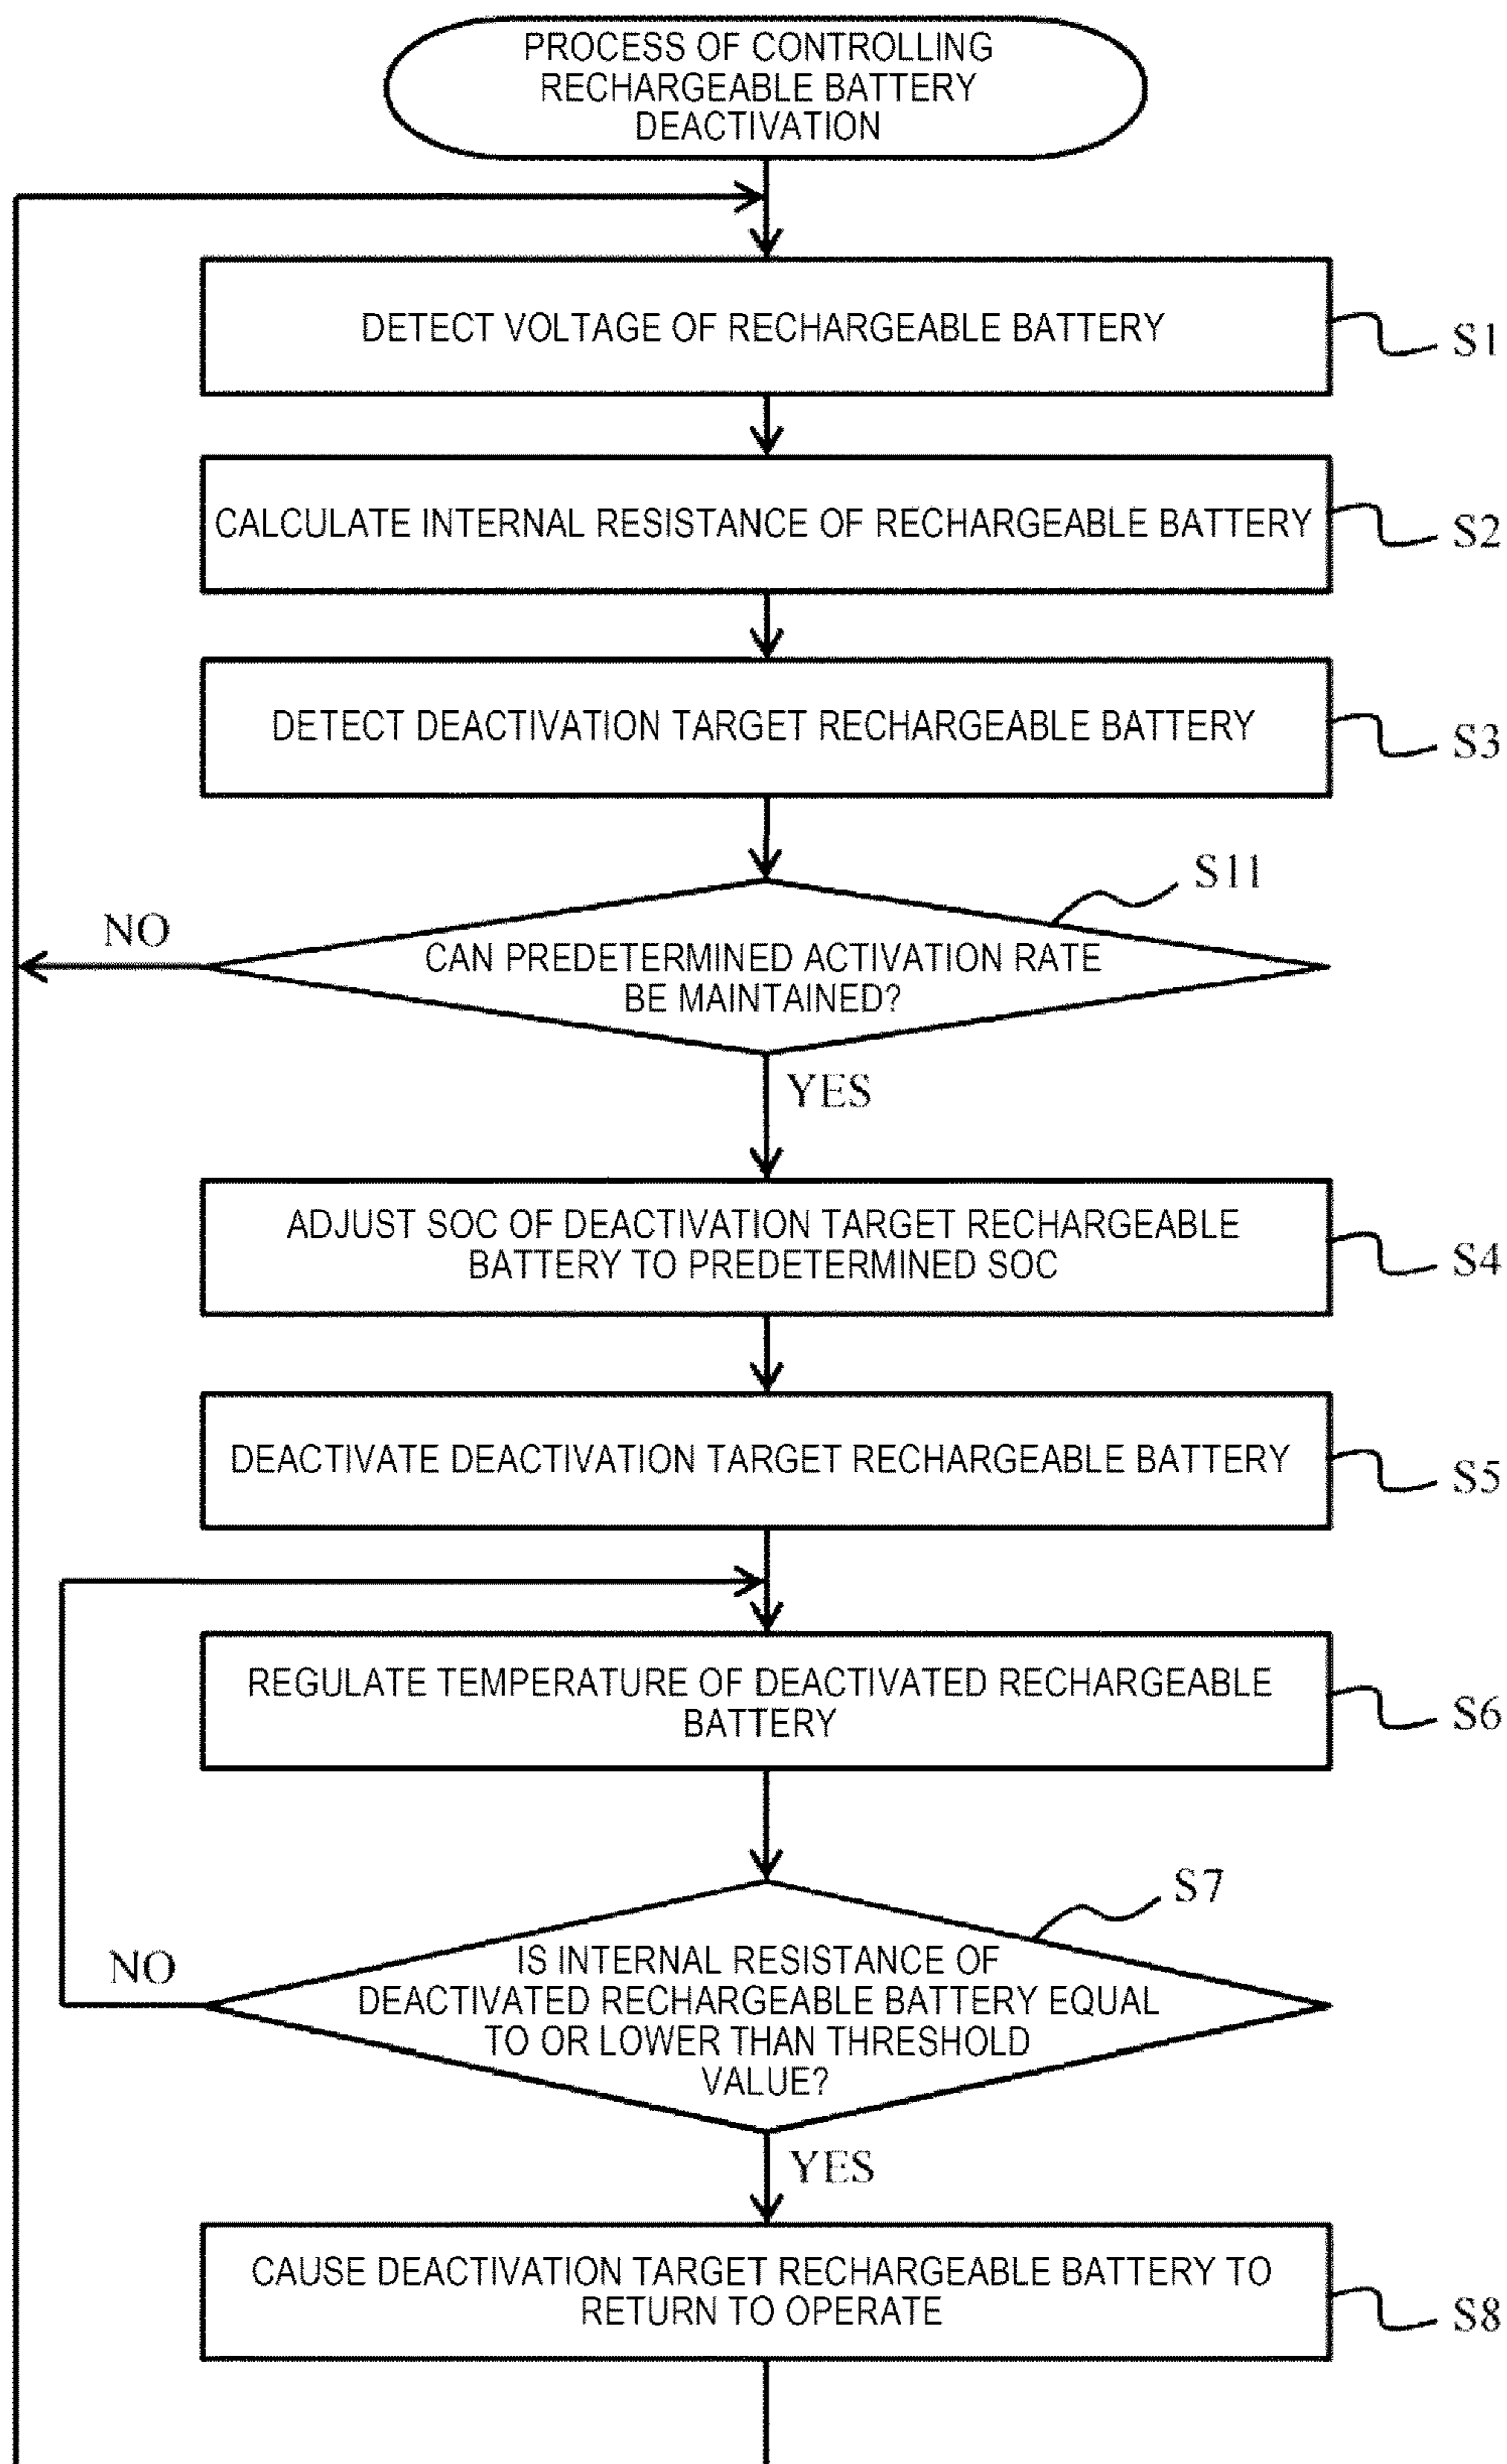 PROCESS OF CONTROLLING
RECHARGEABLE BATTERY
DEACTIVATION
DETECT VOLTAGE OF RECHARGEABLE BATTERY
S1
CALCULATE INTERNAL RESISTANCE OF RECHARGEABLE BATTERY
S2
DETECT DEACTIVATION TARGET RECHARGEABLE BATTERY
S3
S11
NO
CAN PREDETERMINED ACTIVATION RATE
BE MAINTAINED?
YES
ADJUST SOC OF DEACTIVATION TARGET RECHARGEABLE
BATTERY TO PREDETERMINED SOC
S4
DEACTIVATE DEACTIVATION TARGET RECHARGEABLE BATTERY
S5
REGULATE TEMPERATURE OF DEACTIVATED RECHARGEABLE
BATTERY
S6
S7
NO
IS INTERNAL RESISTANCE OF
DEACTIVATED RECHARGEABLE BATTERY EQUAL
TO OR LOWER THAN THRESHOLD
VALUE?
YES
CAUSE DEACTIVATION TARGET RECHARGEABLE BATTERY TO
RETURN TO OPERATE
S8